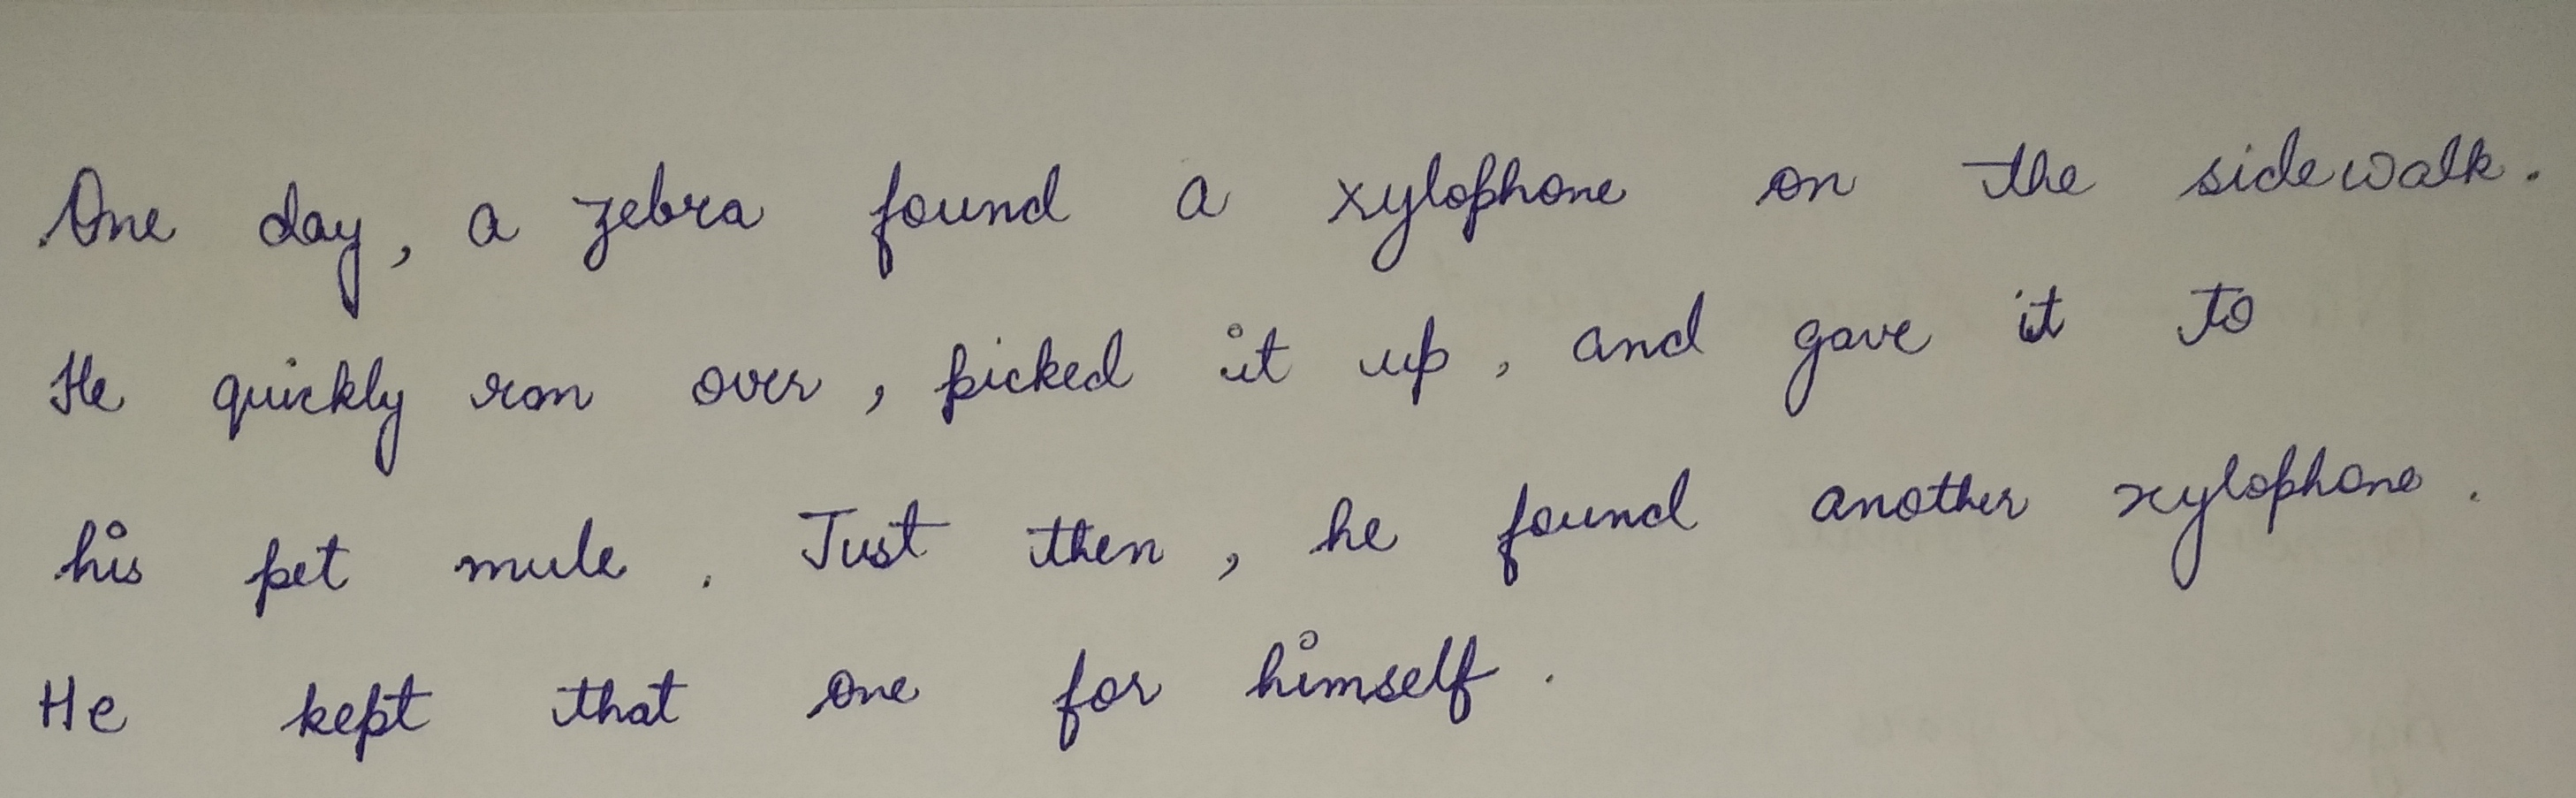 One day, a zebra found a xylophone on the sidewalk.
He quickly ran over, picked it up, and gave it to
his pet mule. Just then, he found another xylophone.
He kept that one for himself.